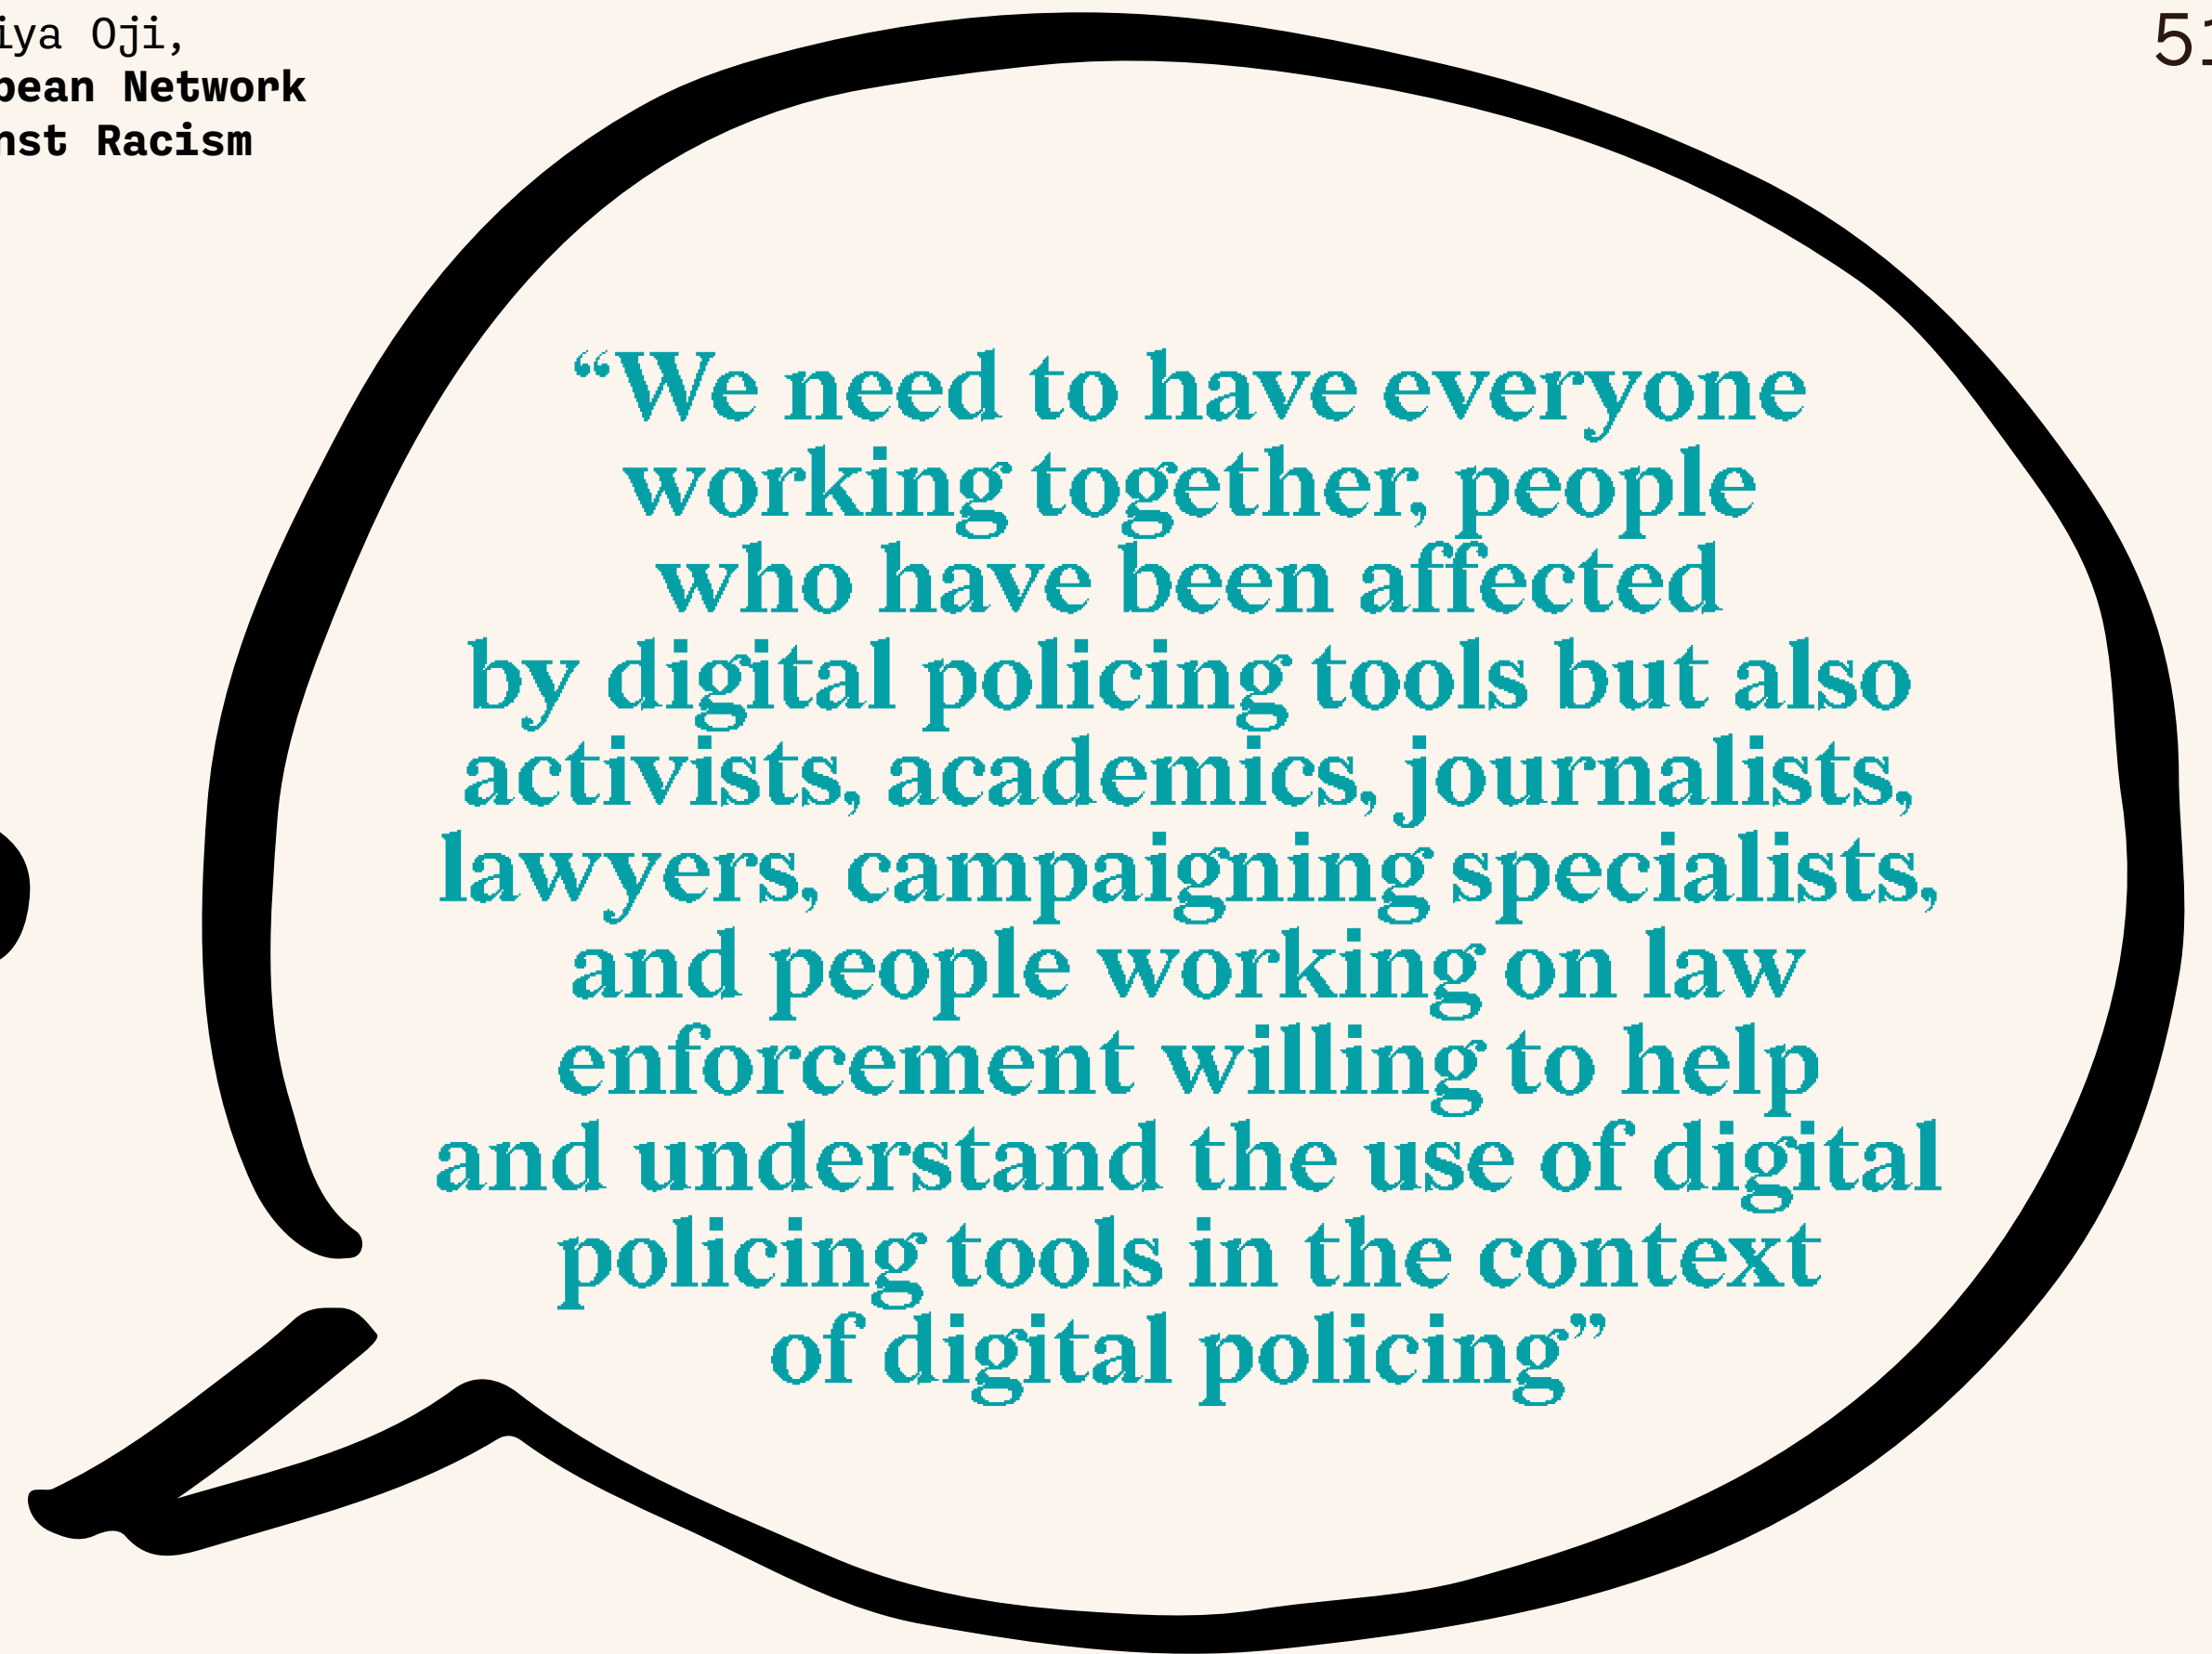 iya Oji,
pean Network
nst Racism
51
“We need to have everyone
working together, people
who have been affected
by digital policing tools but also
activists, academics, journalists,
lawyers, campaigning specialists,
and people working on law
enforcement willing to help
and understand the use of digital
policing tools in the context
of digital policing”